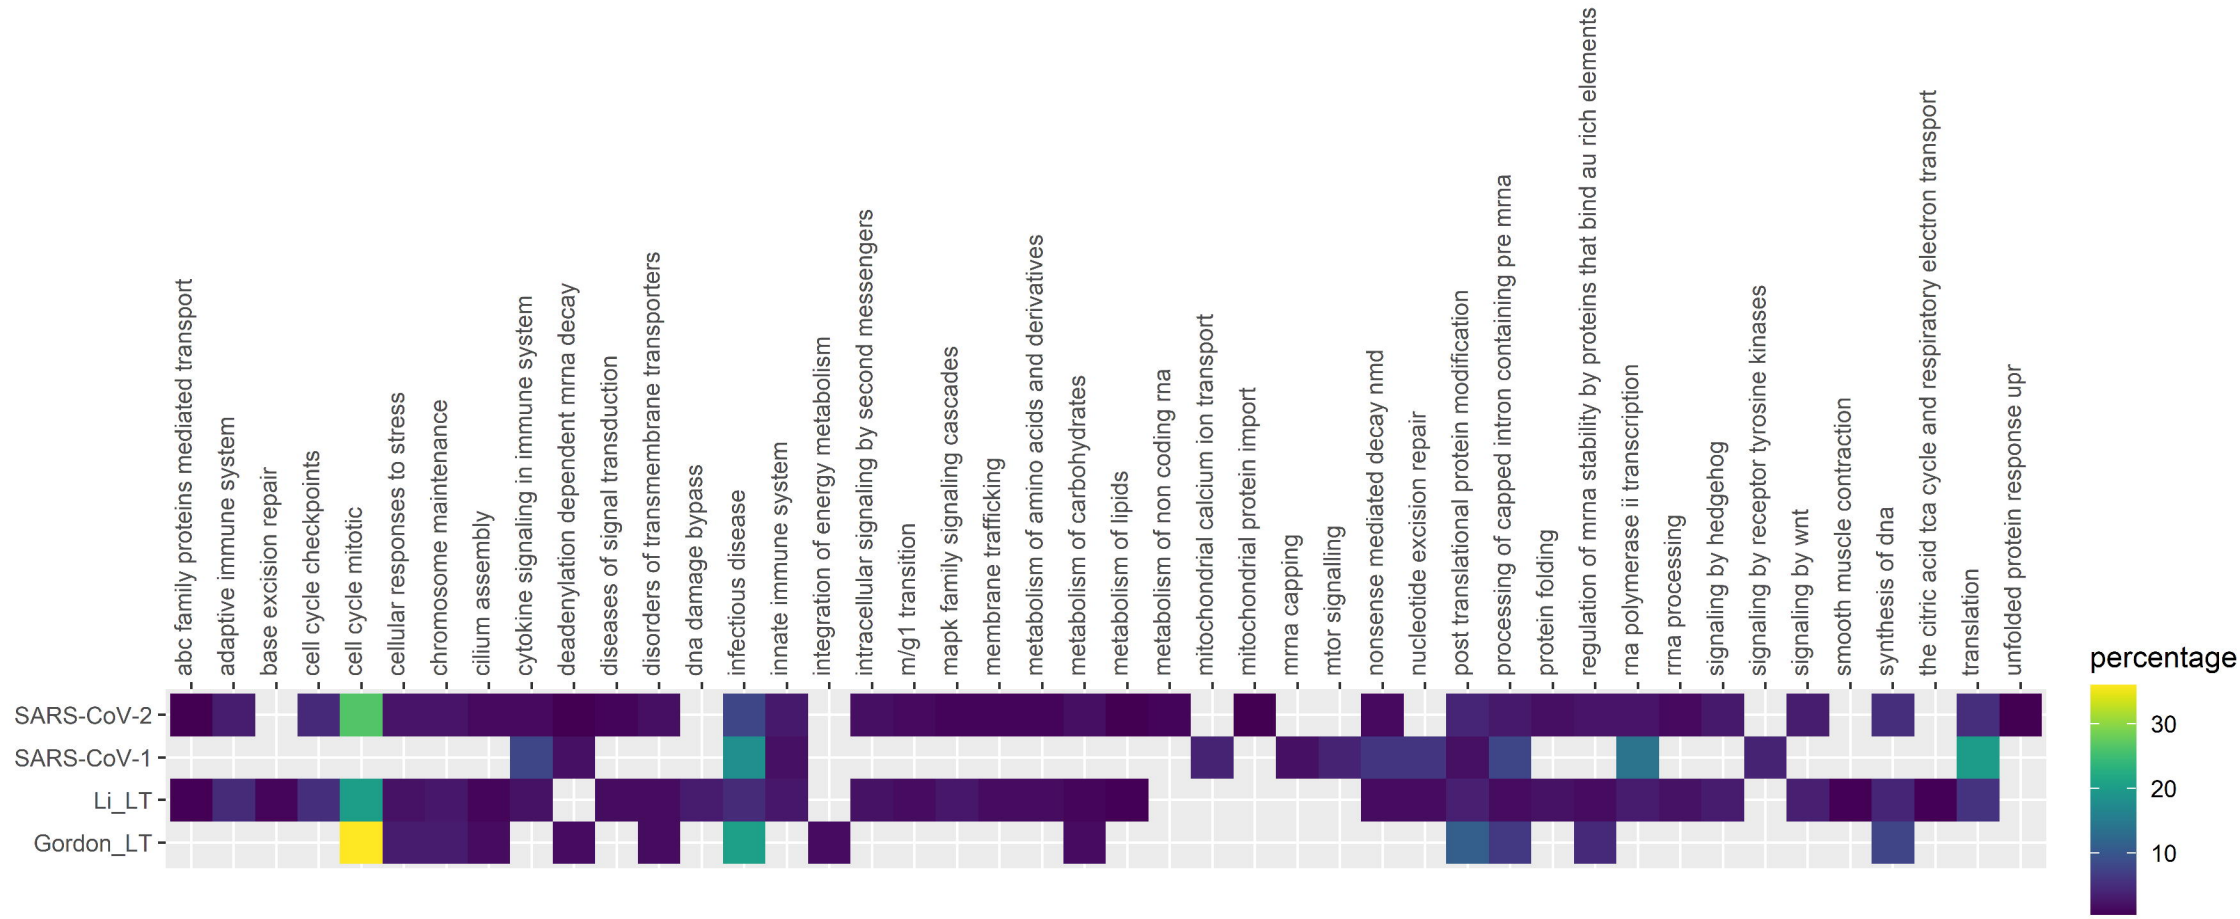 abc family proteins mediated transport
adaptive immune system
base excision repair
cell cycle checkpoints
cell cycle mitotic
cellular responses to stress
chromosome maintenance
cilium assembly
cytokine signaling in immune system
deadenylation dependent mrna decay
diseases of signal transduction
disorders of transmembrane transporters
dna damage bypass
infectious disease
innate immune system
integration of energy metabolism
intracellular signaling by second messengers
m/g1 transition
mapk family signaling cascades
membrane trafficking
metabolism of amino acids and derivatives
metabolism of carbohydrates
metabolism of lipids
metabolism of non coding rna
mitochondrial calcium ion transport
mitochondrial protein import
mrna capping
mtor signalling
nonsense mediated decay nmd
nucleotide excision repair
post translational protein modification
processing of capped intron containing pre mrna
protein folding
regulation of mrna stability by proteins that bind au rich elements
rna polymerase ii transcription
rrna processing
signaling by hedgehog
signaling by receptor tyrosine kinases
signaling by wnt
smooth muscle contraction
synthesis of dna
the citric acid tca cycle and respiratory electron transport
translation
unfolded protein response upr
SARS-CoV-2
SARS-CoV-1
Li_LT
Gordon_LT
percentage
30
20
10